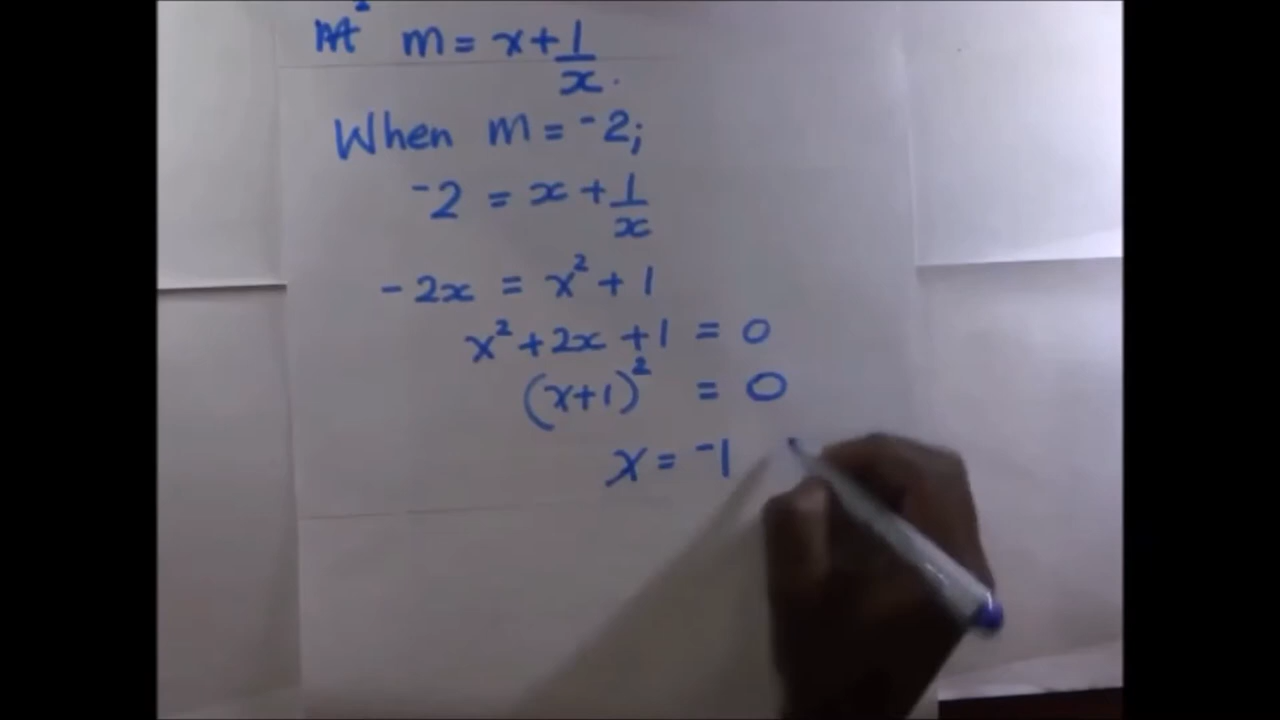 m = x + 1/x.
When m = -2;
-2 = x + 1/x
-2x = x² + 1
x² + 2x + 1 = 0
(x+1)² = 0
x = -1